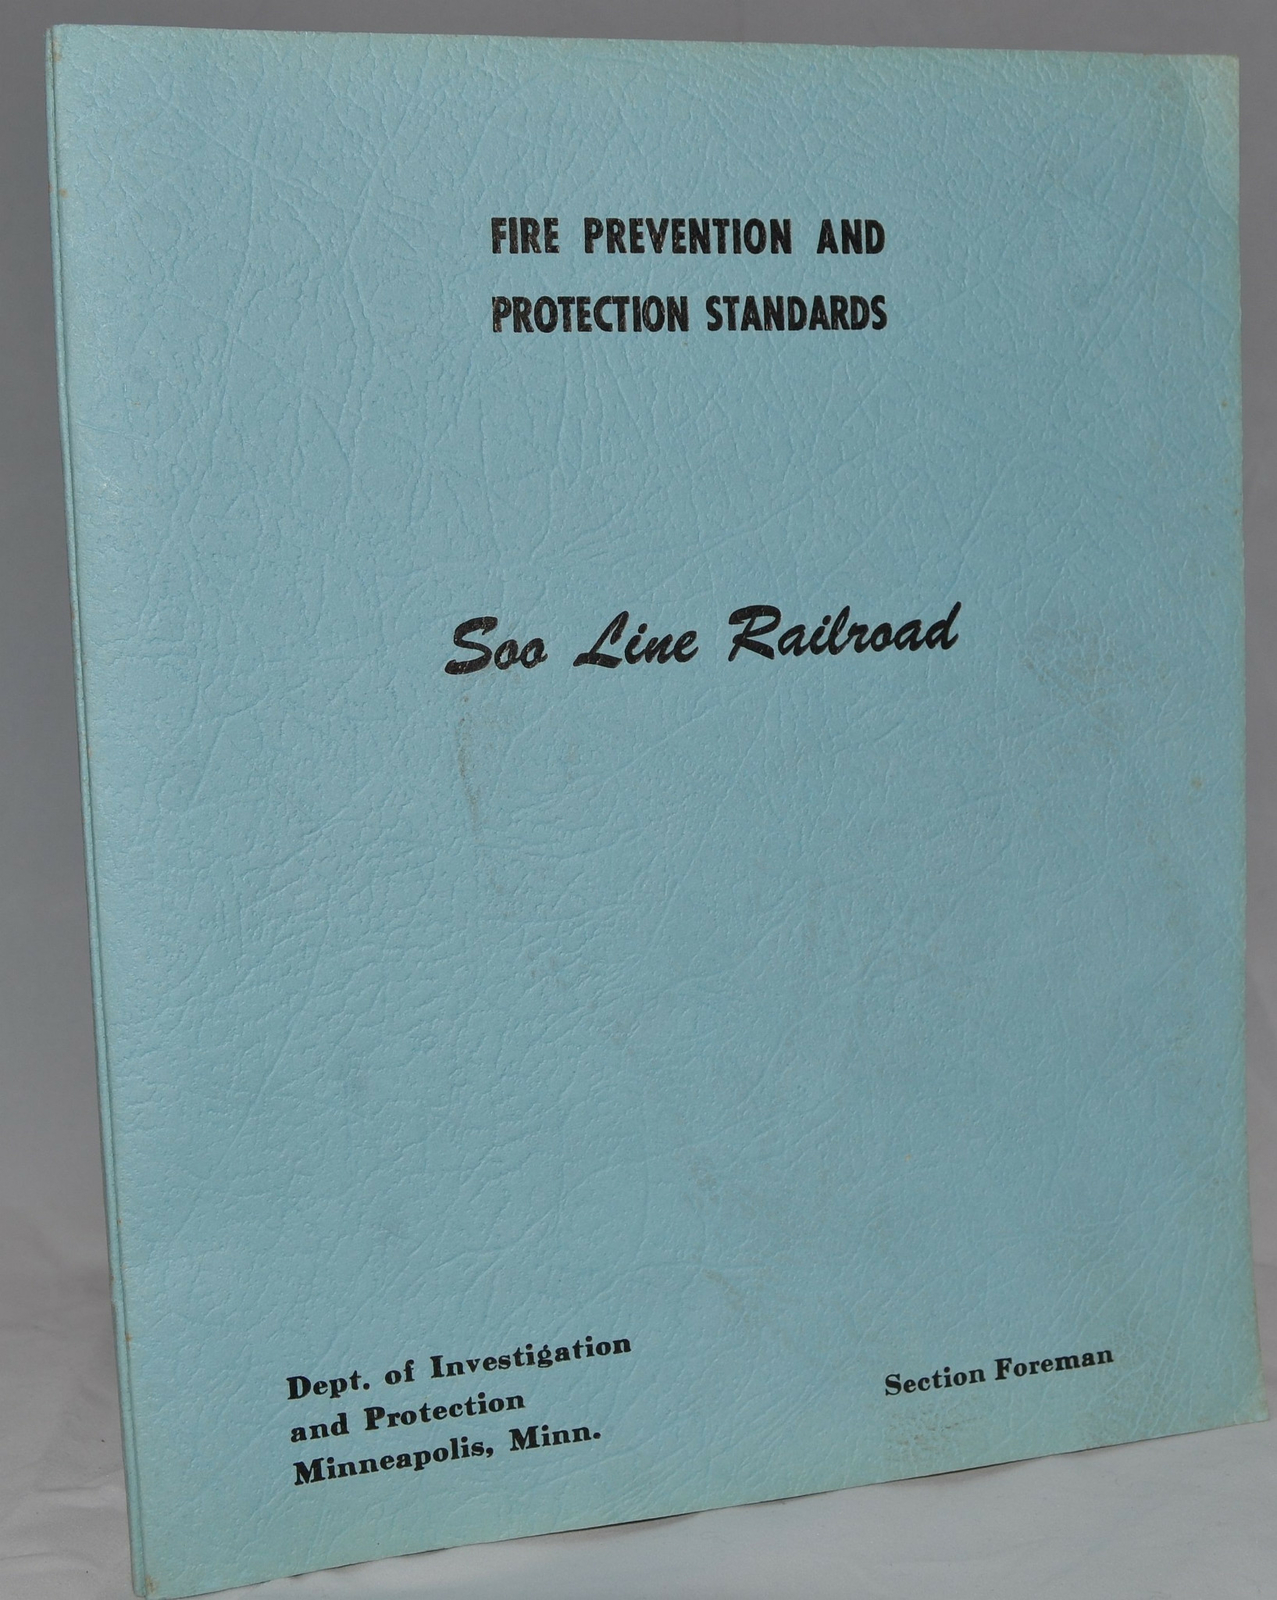 FIRE PREVENTION AND
PROTECTION STANDARDS
Soo Line Railroad
Dept. of Investigation
and Protection
Minneapolis, Minn.
Section Foreman